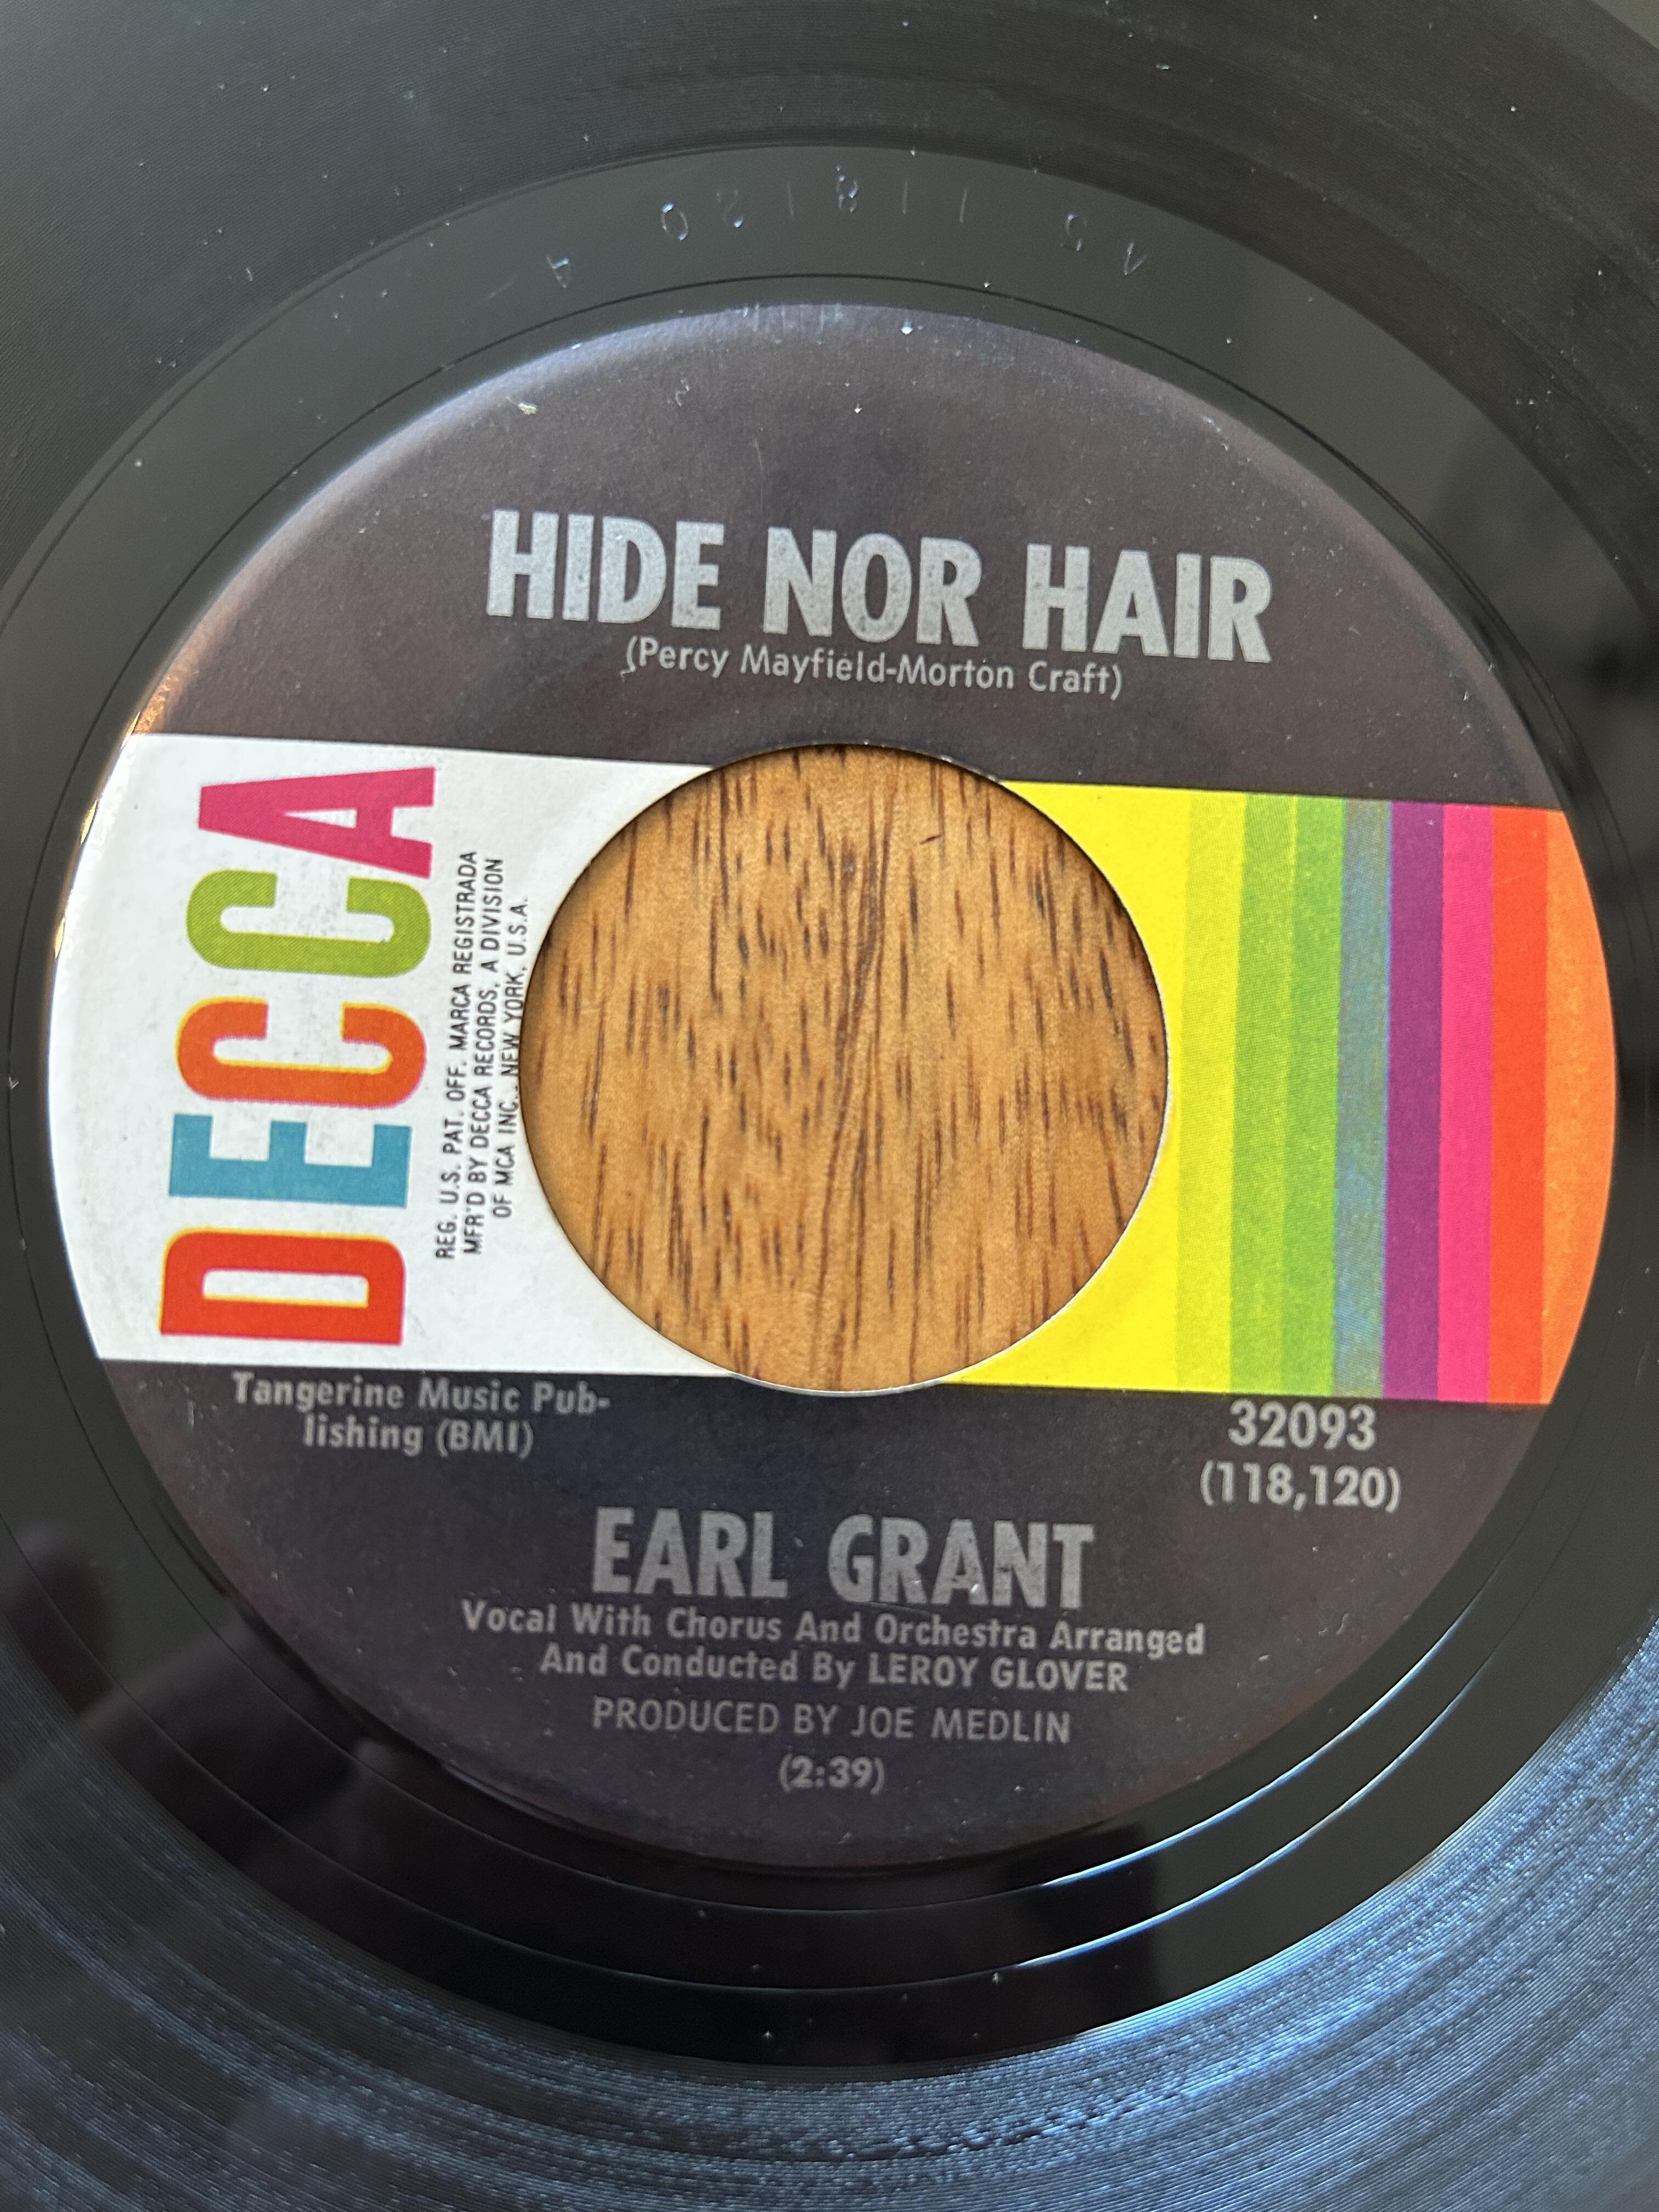 45 118120 A
HIDE NOR HAIR
(Percy Mayfield-Morton Craft)
DECCA
REG. U.S. PAT. OFF. MARCA REGISTRADA
MFR'D BY DECCA RECORDS, A DIVISION
OF MCA INC., NEW YORK, U.S.A.
Tangerine Music Pub-
lishing (BMI)
32093
(118,120)
EARL GRANT
Vocal With Chorus And Orchestra Arranged
And Conducted By LEROY GLOVER
PRODUCED BY JOE MEDLIN
(2:39)